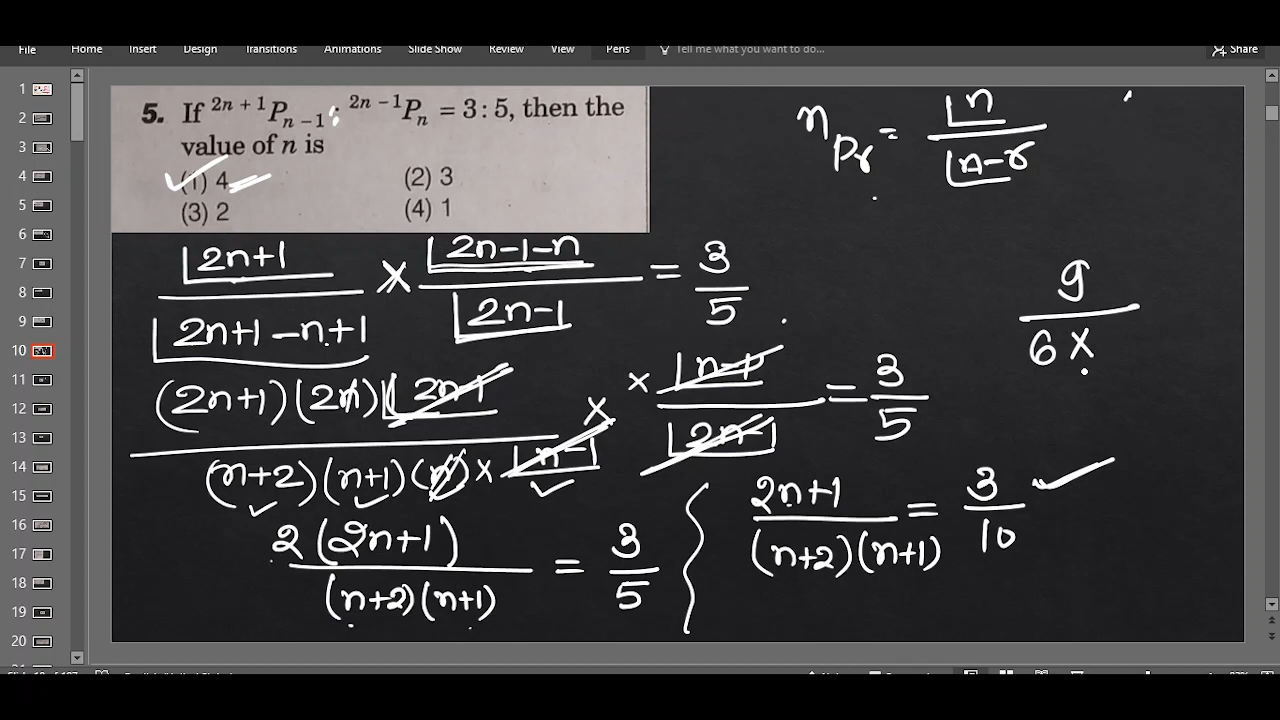 File Home Insert Design Transitions Animations Slide Show Review View Pens Tell me what you want to do... Share
1
2
3
4
5
6
7
8
9
10
11
12
13
14
15
16
17
18
19
20
5. If ²ⁿ⁺¹Pₙ₋₁ : ²ⁿ⁻¹Pₙ = 3 : 5, then the
value of n is
(1) 4 (2) 3
(3) 2 (4) 1
nPr = |n / |n-r
|2n+1 / |2n+1-n+1 × |2n-1-n / |2n-1 = 3/5
9 / 6×
(2n+1)(2n)|2n-1 / (n+2)(n+1)(n)×|n-1 × × |n-1 / |2n-1 = 3/5
2(2n+1) / (n+2)(n+1) = 3/5
2n+1 / (n+2)(n+1) = 3/10